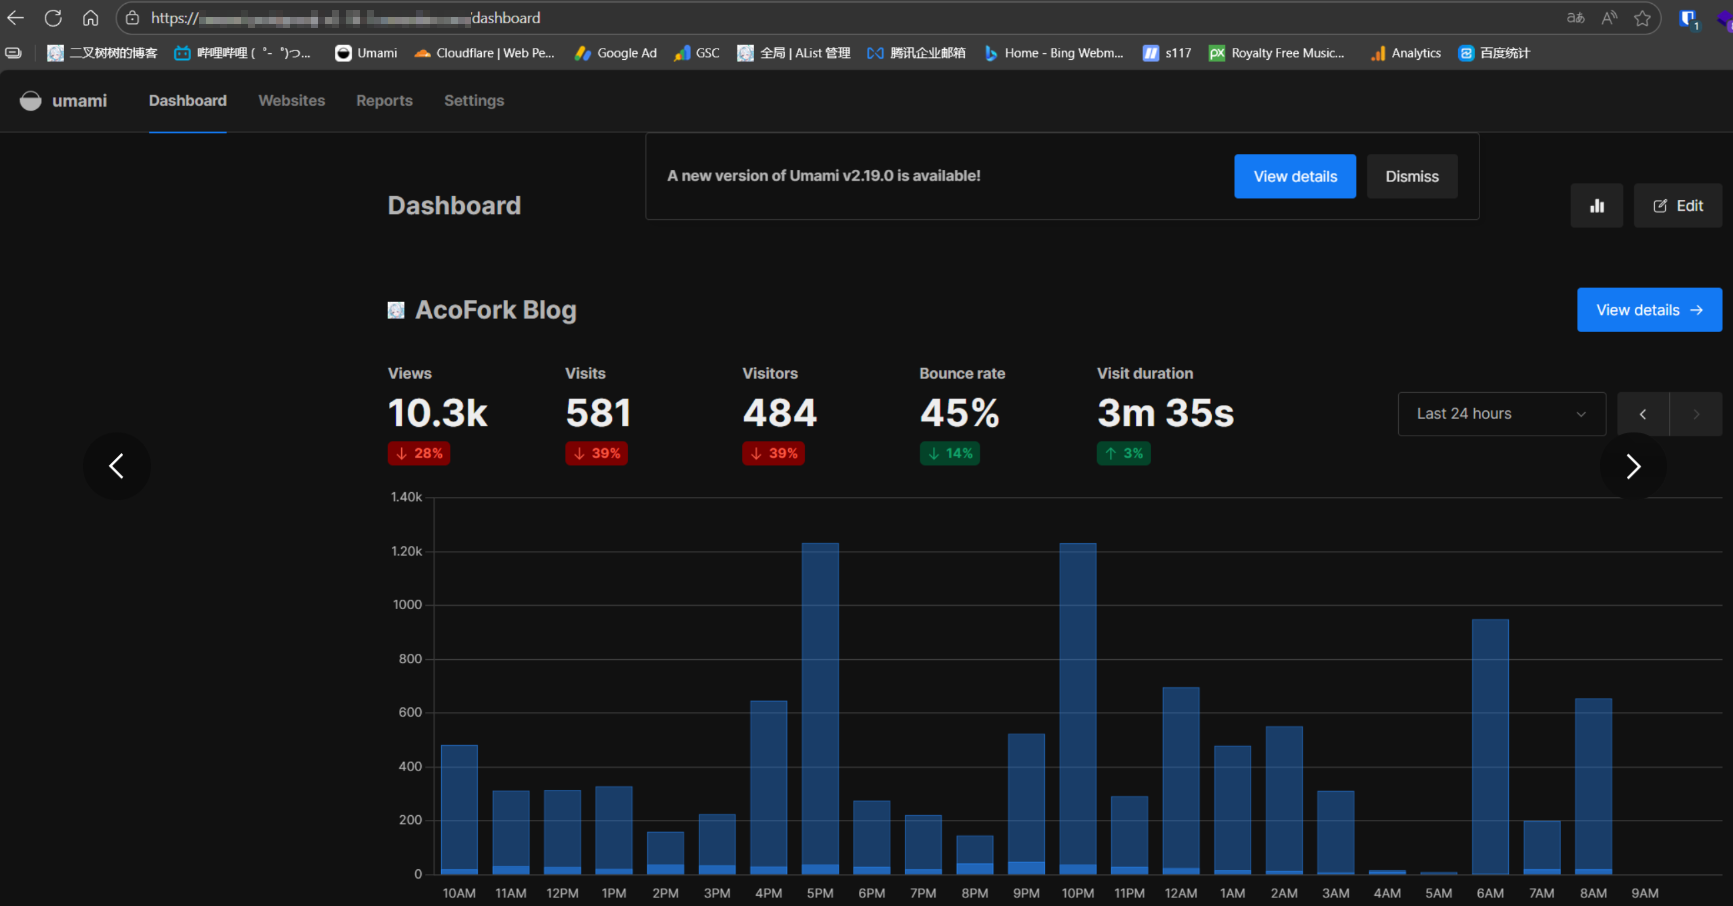 https:// /dashboard
二叉树树的博客 哔哩哔哩 ( ゜- ゜)つ... Umami Cloudflare | Web Pe... Google Ad GSC 全局 | AList 管理 腾讯企业邮箱 Home - Bing Webm... s117 Royalty Free Music... Analytics 百度统计
umami Dashboard Websites Reports Settings
A new version of Umami v2.19.0 is available! View details Dismiss
Dashboard
Edit
AcoFork Blog
View details →
Views Visits Visitors Bounce rate Visit duration
10.3k 581 484 45% 3m 35s
Last 24 hours
↓ 28% ↓ 39% ↓ 39% ↓ 14% ↑ 3%
1.40k
1.20k
1000
800
600
400
200
0
10AM 11AM 12PM 1PM 2PM 3PM 4PM 5PM 6PM 7PM 8PM 9PM 10PM 11PM 12AM 1AM 2AM 3AM 4AM 5AM 6AM 7AM 8AM 9AM